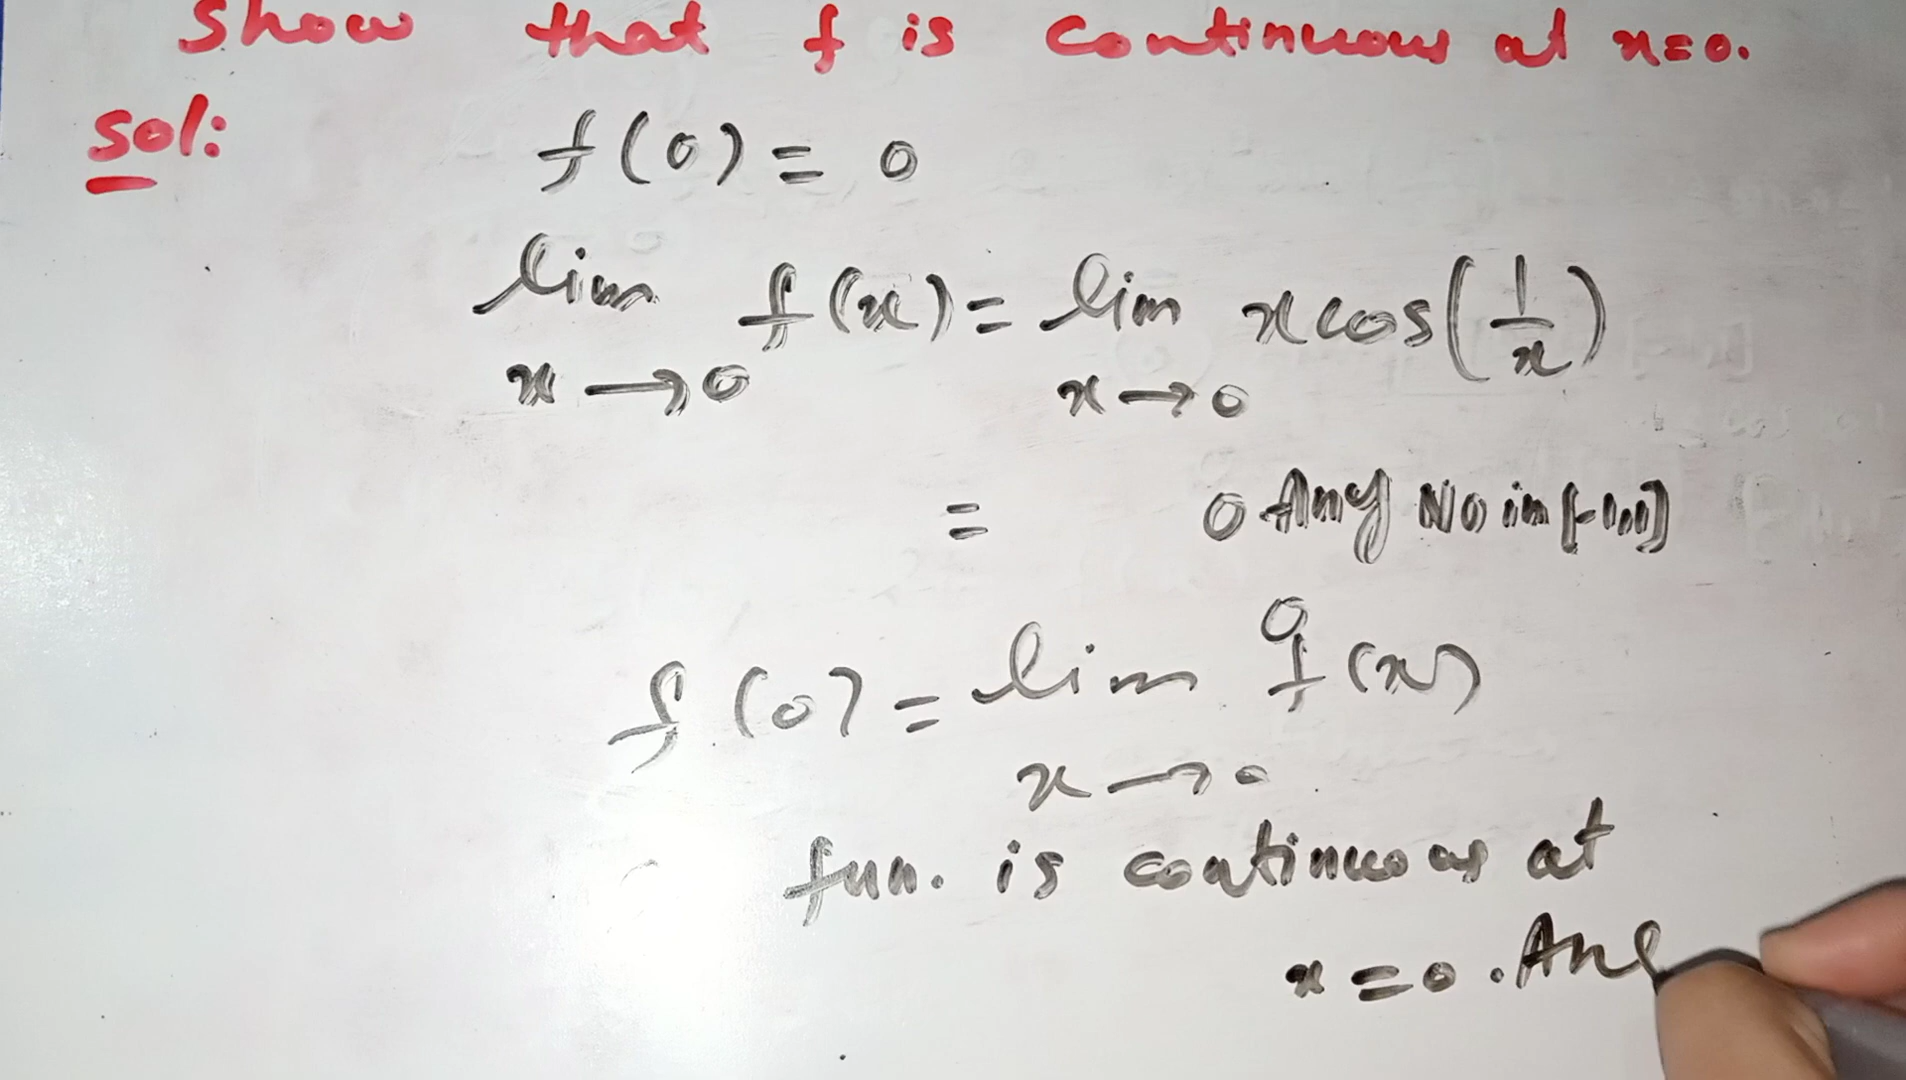 Show that f is continuous at x=0.
Sol:
f(0) = 0
lim f(x) = lim x cos(1/x)
x→0 x→0
= 0 Any No in [-1,1]
0
f(0) = lim f(x)
x→0
fun. is continuous at
x=0. Ans